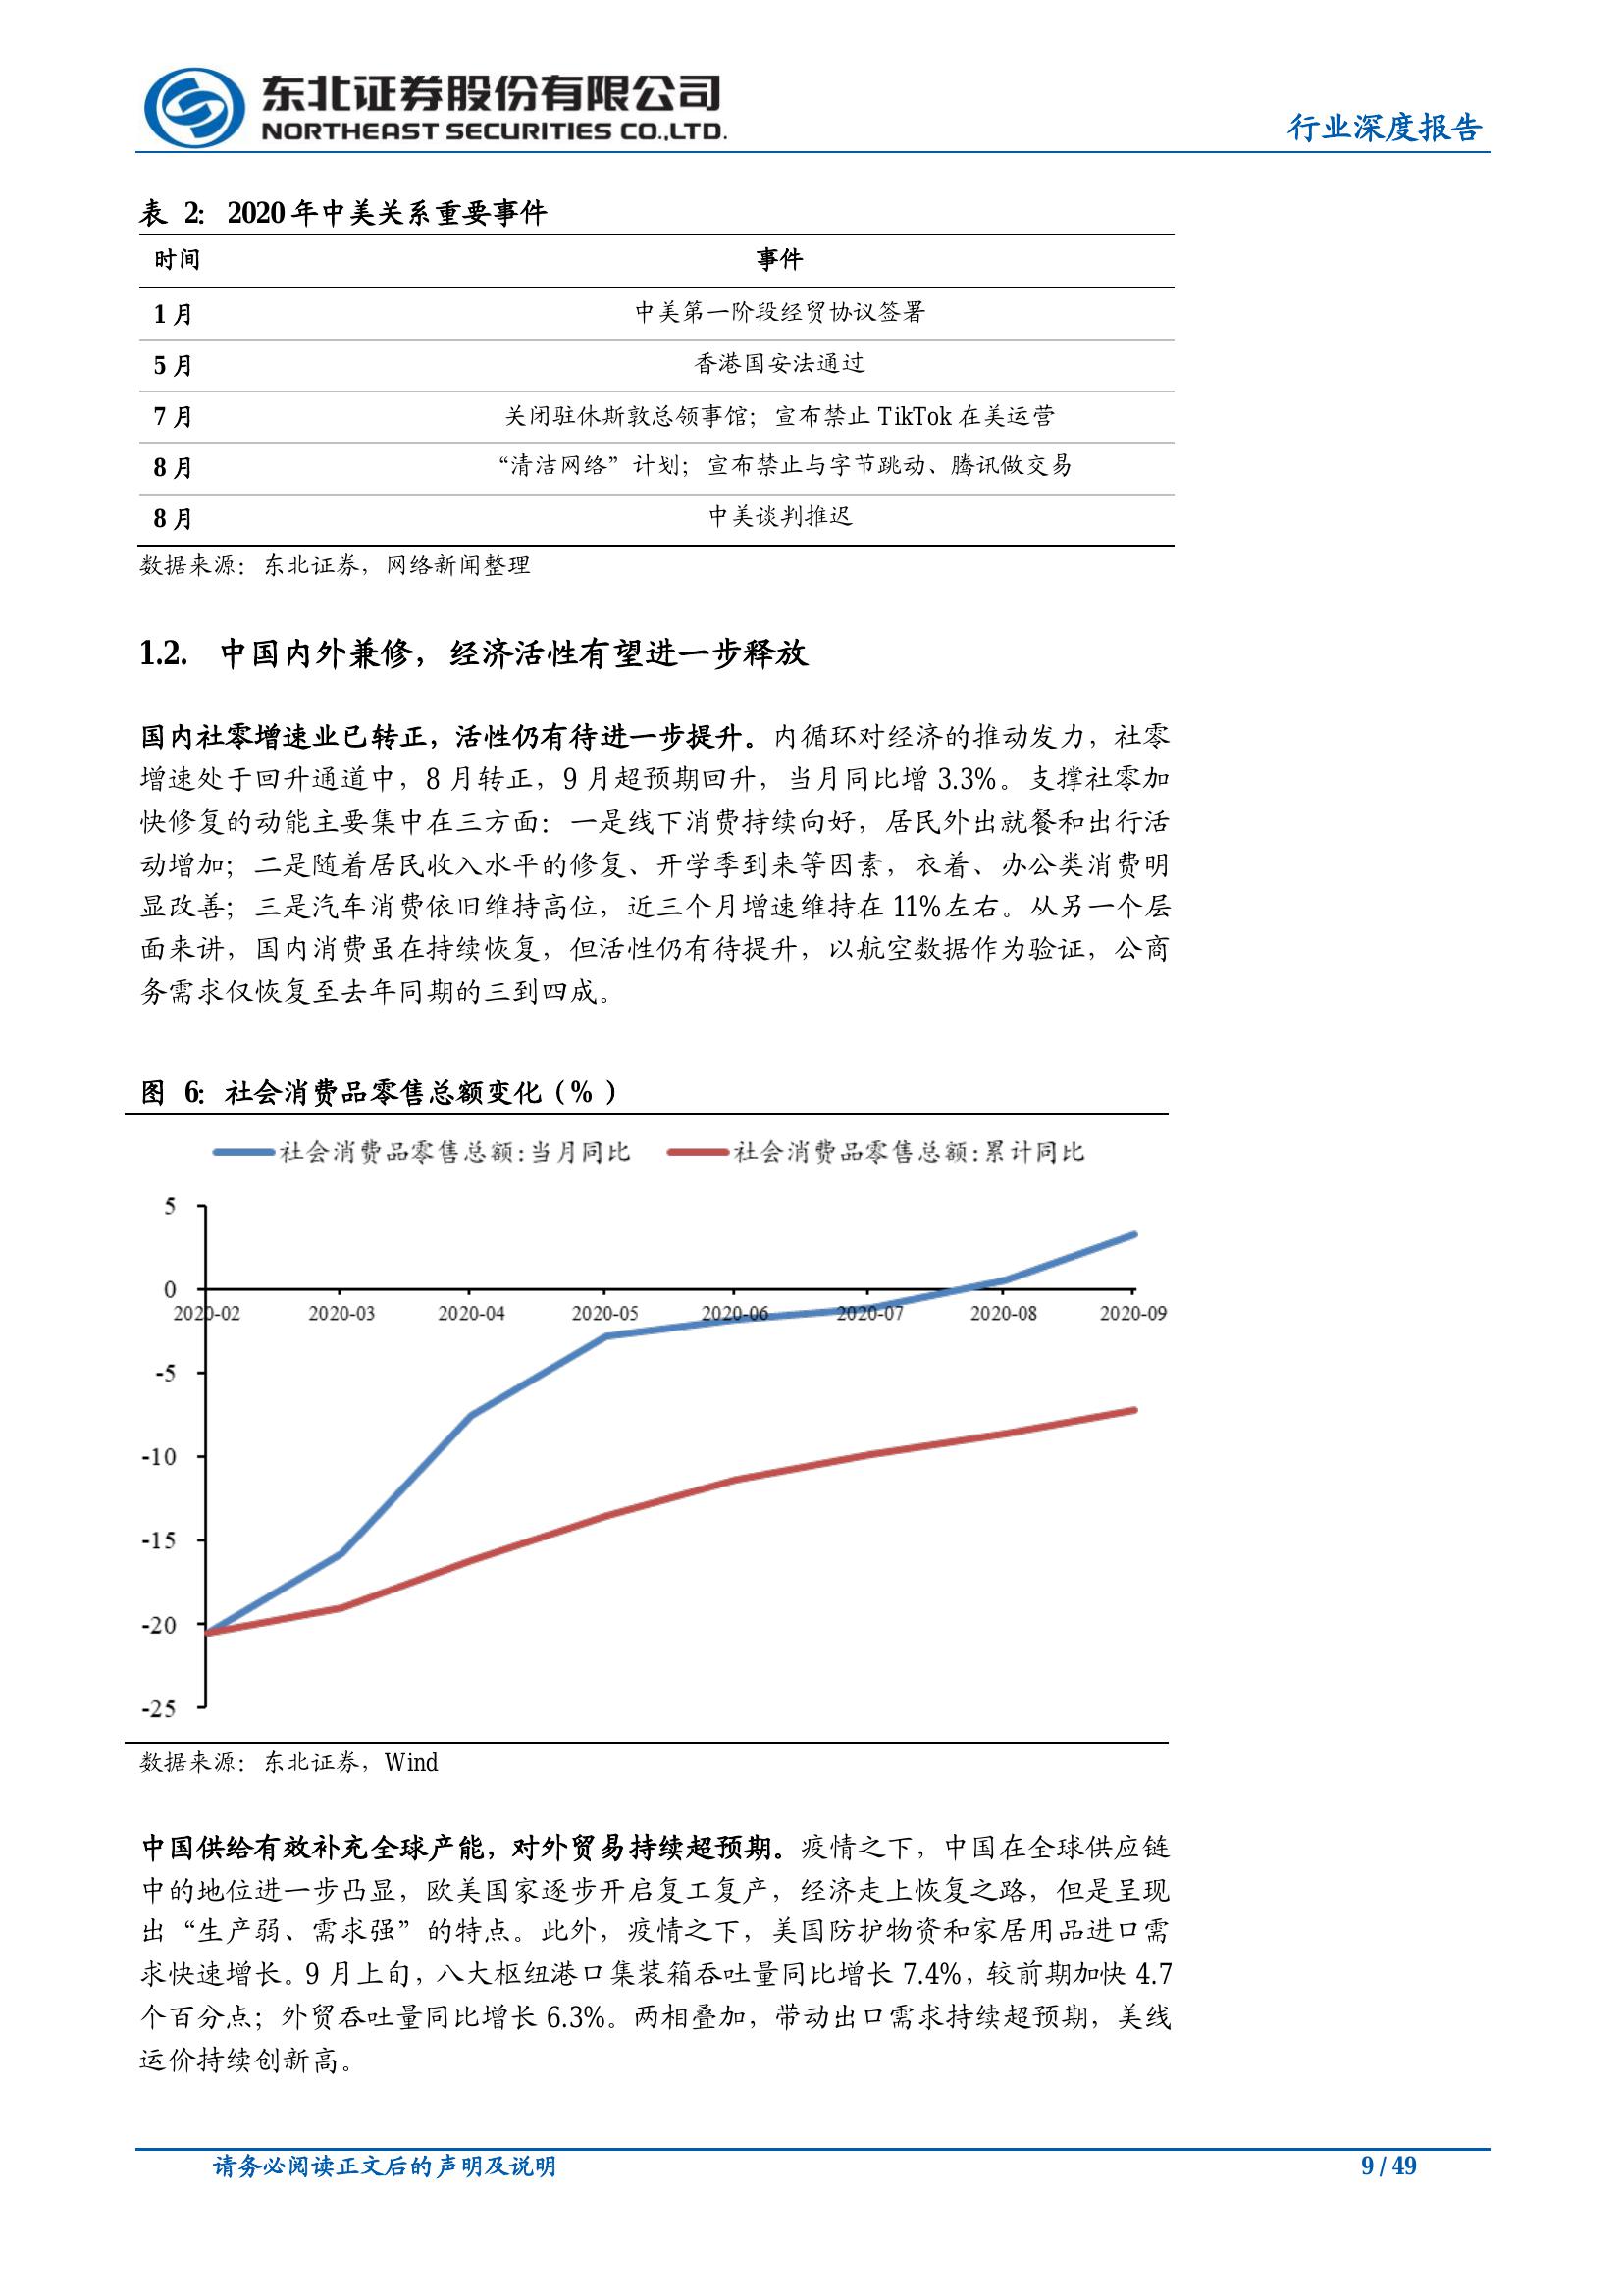 东北证券股份有限公司
NORTHEAST SECURITIES CO.,LTD.
行业深度报告
表 2: 2020 年中美关系重要事件
时间 事件
1 月 中美第一阶段经贸协议签署
5 月 香港国安法通过
7 月 关闭驻休斯敦总领事馆；宣布禁止 TikTok 在美运营
8 月 “清洁网络”计划；宣布禁止与字节跳动、腾讯做交易
8 月 中美谈判推迟
数据来源：东北证券，网络新闻整理
1.2. 中国内外兼修，经济活性有望进一步释放
国内社零增速业已转正，活性仍有待进一步提升。内循环对经济的推动发力，社零
增速处于回升通道中，8 月转正，9 月超预期回升，当月同比增 3.3%。支撑社零加
快修复的动能主要集中在三方面：一是线下消费持续向好，居民外出就餐和出行活
动增加；二是随着居民收入水平的修复、开学季到来等因素，衣着、办公类消费明
显改善；三是汽车消费依旧维持高位，近三个月增速维持在 11%左右。从另一个层
面来讲，国内消费虽在持续恢复，但活性仍有待提升，以航空数据作为验证，公商
务需求仅恢复至去年同期的三到四成。
图 6: 社会消费品零售总额变化（%）
社会消费品零售总额:当月同比 社会消费品零售总额:累计同比
5
0
2020-02 2020-03 2020-04 2020-05 2020-06 2020-07 2020-08 2020-09
-5
-10
-15
-20
-25
数据来源：东北证券，Wind
中国供给有效补充全球产能，对外贸易持续超预期。疫情之下，中国在全球供应链
中的地位进一步凸显，欧美国家逐步开启复工复产，经济走上恢复之路，但是呈现
出“生产弱、需求强”的特点。此外，疫情之下，美国防护物资和家居用品进口需
求快速增长。9 月上旬，八大枢纽港口集装箱吞吐量同比增长 7.4%，较前期加快 4.7
个百分点；外贸吞吐量同比增长 6.3%。两相叠加，带动出口需求持续超预期，美线
运价持续创新高。
请务必阅读正文后的声明及说明
9 / 49